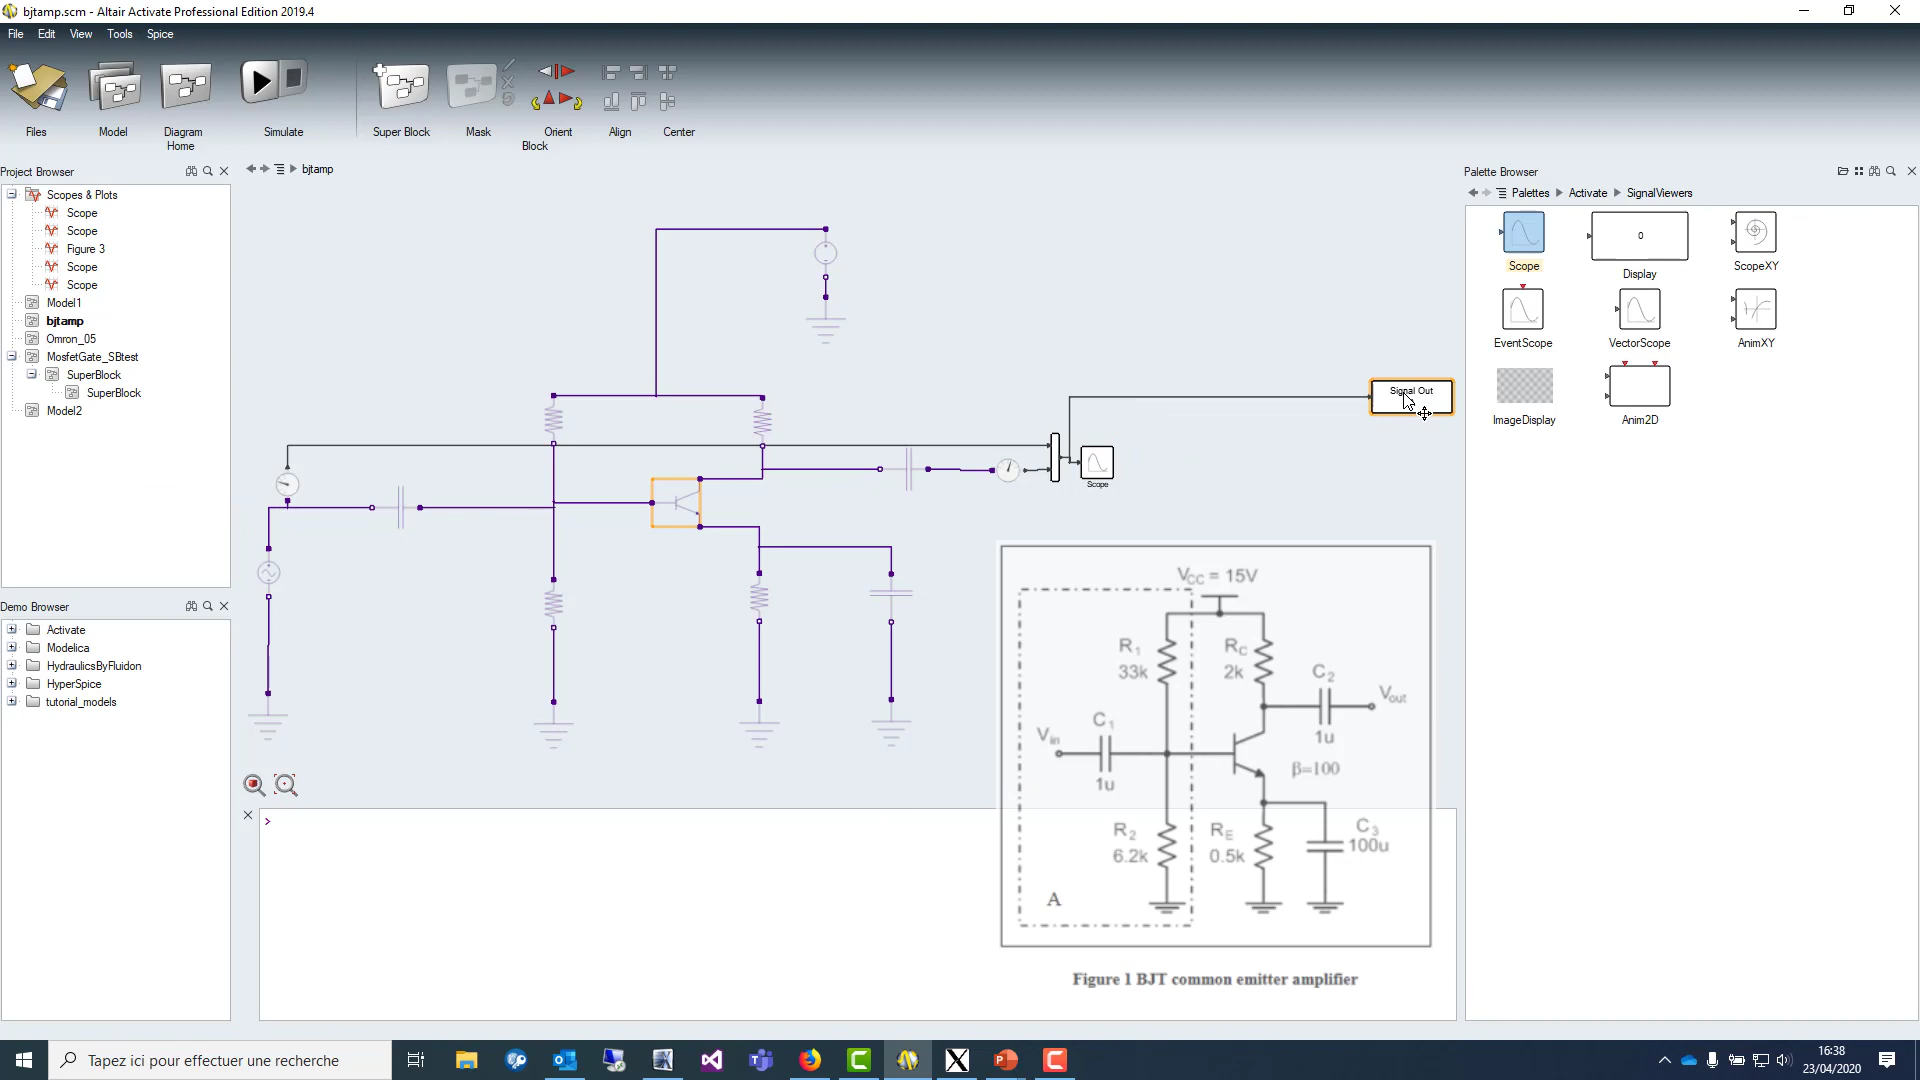 bjtamp.scm - Altair Activate Professional Edition 2019.4
File Edit View Tools Spice
Files Model Diagram Simulate Super Block Mask Orient Align Center
Home Block
Project Browser
Scopes & Plots
Scope
Scope
Figure 3
Scope
Scope
Model1
bjtamp
Omron_05
MosfetGate_SBtest
SuperBlock
SuperBlock
Model2
Demo Browser
Activate
Modelica
HydraulicsByFluidon
HyperSpice
tutorial_models
bjtamp
Signal Out
Scope
>
VCC = 15V
R1
33k
RC
2k
C2
1u
Vout
Vin
C1
1u
β=100
R2
6.2k
RE
0.5k
C3
100u
A
Figure 1 BJT common emitter amplifier
Palette Browser
Palettes Activate SignalViewers
Scope
0
Display
ScopeXY
EventScope
VectorScope
AnimXY
ImageDisplay
Anim2D
Tapez ici pour effectuer une recherche
16:38
23/04/2020